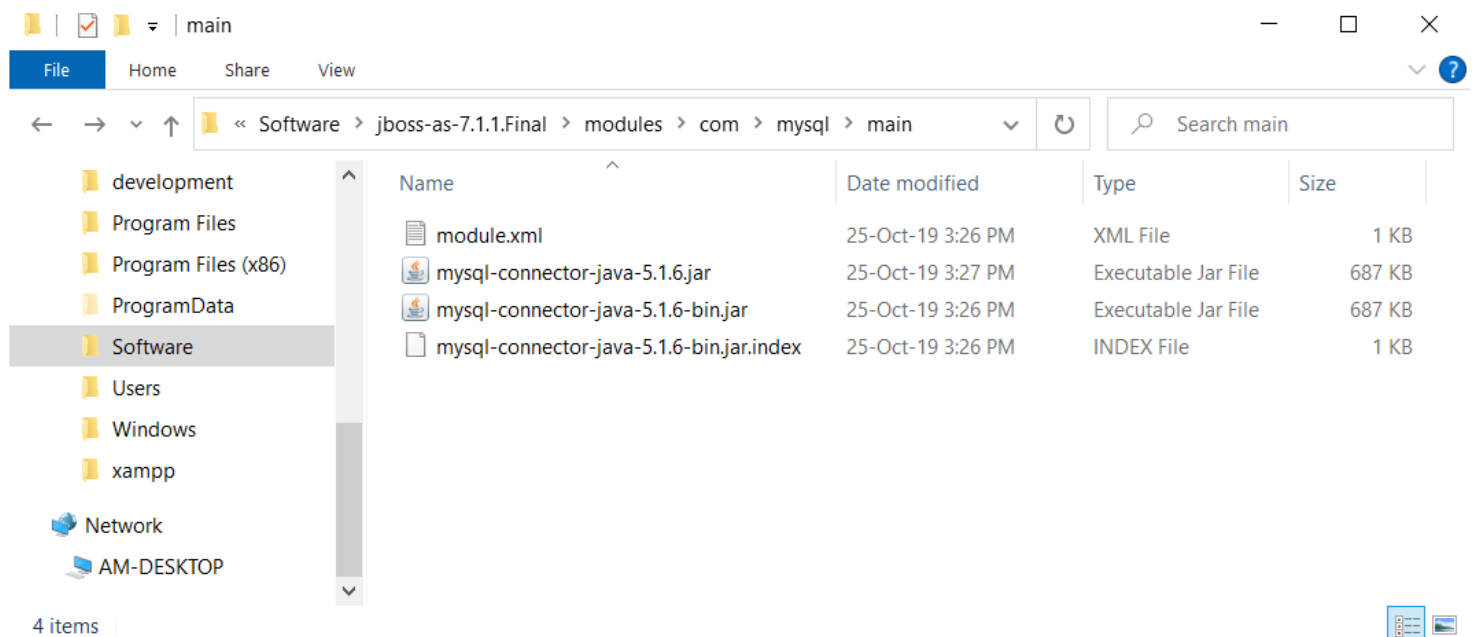 main
File Home Share View ?
« Software > jboss-as-7.1.1.Final > modules > com > mysql > main Search main
development
Program Files
Program Files (x86)
ProgramData
Software
Users
Windows
xampp
Network
AM-DESKTOP
Name Date modified Type Size
module.xml 25-Oct-19 3:26 PM XML File 1 KB
mysql-connector-java-5.1.6.jar 25-Oct-19 3:27 PM Executable Jar File 687 KB
mysql-connector-java-5.1.6-bin.jar 25-Oct-19 3:26 PM Executable Jar File 687 KB
mysql-connector-java-5.1.6-bin.jar.index 25-Oct-19 3:26 PM INDEX File 1 KB
4 items